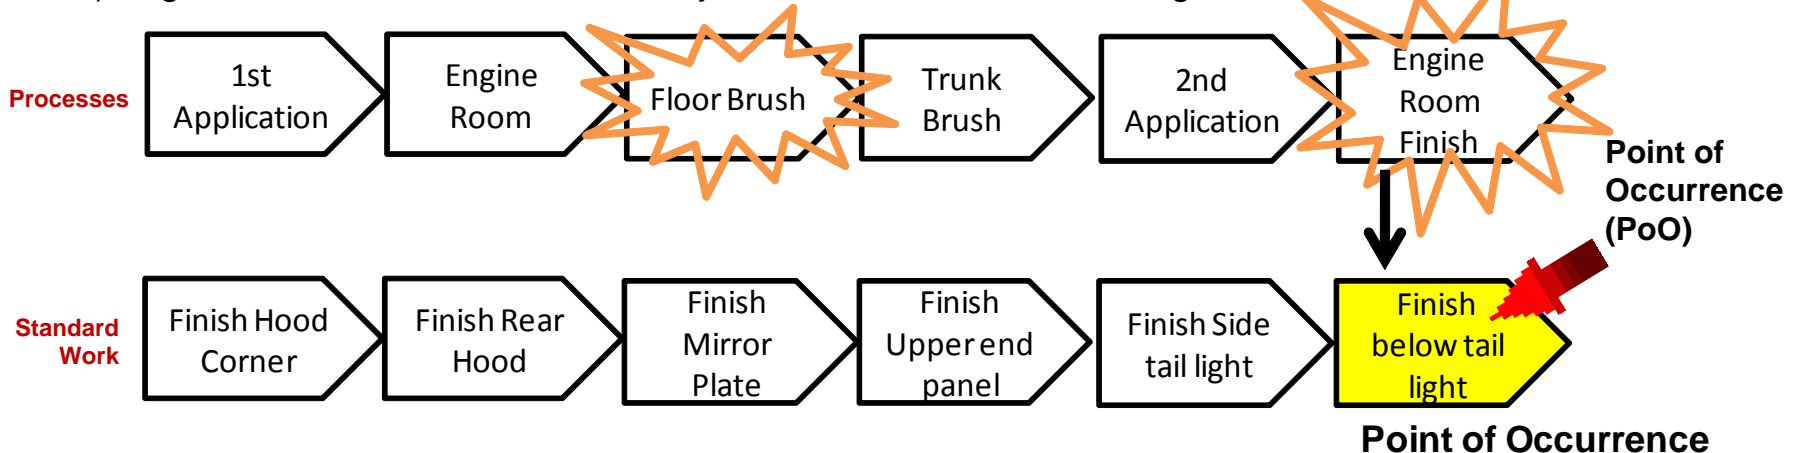 Processes
1st
Application
Engine
Room
Floor Brush
Trunk
Brush
2nd
Application
Engine
Room
Finish
Point of
Occurrence
(PoO)
Standard
Work
Finish Hood
Corner
Finish Rear
Hood
Finish
Mirror
Plate
Finish
Upper end
panel
Finish Side
tail light
Finish
below tail
light
Point of Occurrence